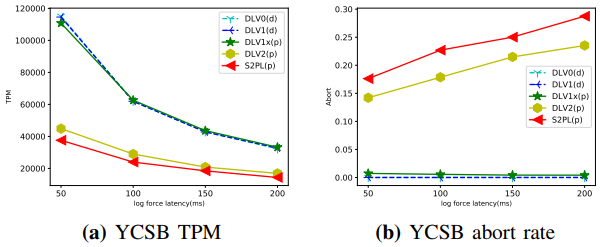 120000
100000
80000
60000
40000
20000
TPM
50
100
150
200
log force latency(ms)
DLV0(d)
DLV1(d)
DLV1x(p)
DLV2(p)
S2PL(p)
(a) YCSB TPM
0.30
0.25
0.20
0.15
0.10
0.05
0.00
Abort
50
100
150
200
log force latency(ms)
DLV0(d)
DLV1(d)
DLV1x(p)
DLV2(p)
S2PL(p)
(b) YCSB abort rate